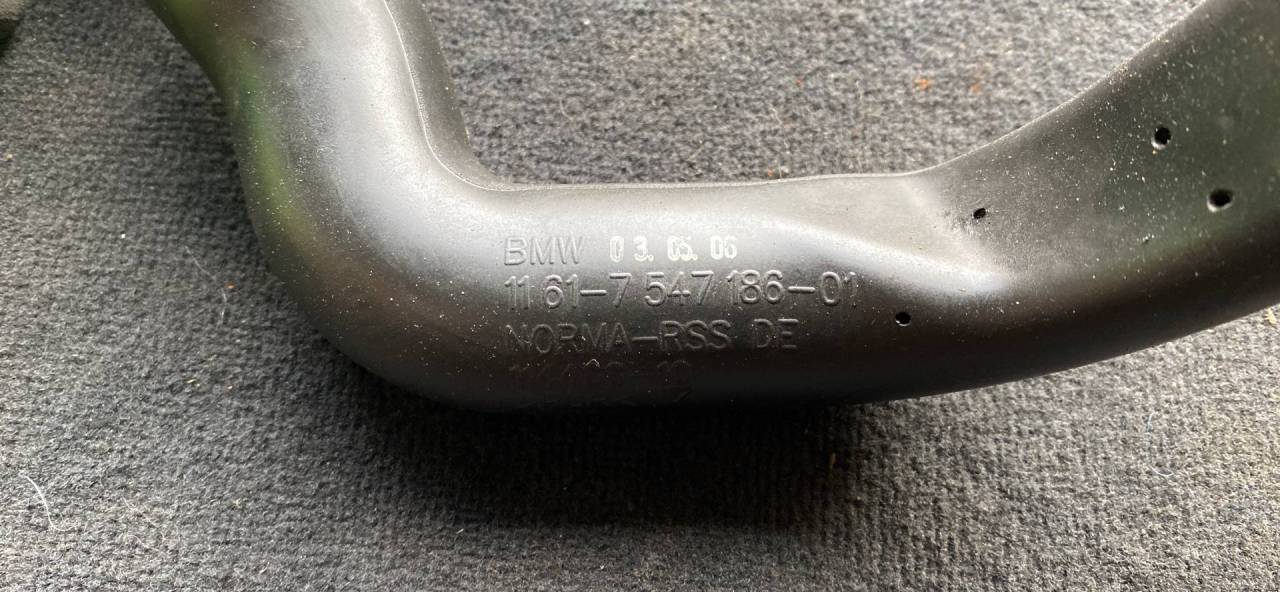 BMW 03.05.06
11 61-7 547 186-01
NORMA-RSS DE